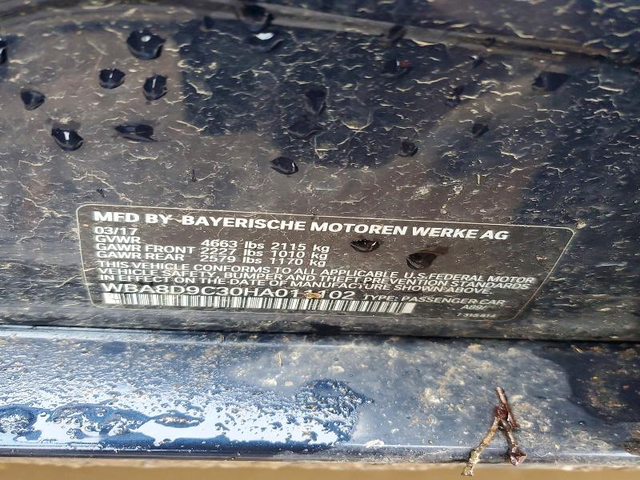 MFD BY BAYERISCHE MOTOREN WERKE AG
03/17
GVWR 4663 lbs 2115 kg
GAWR FRONT 2227 lbs 1010 kg
GAWR REAR 2579 lbs 1170 kg
THIS VEHICLE CONFORMS TO ALL APPLICABLE U.S. FEDERAL MOTOR
VEHICLE SAFETY, BUMPER AND THEFT PREVENTION STANDARDS
IN EFFECT ON THE DATE OF MANUFACTURE SHOWN ABOVE.
TYPE: PASSENGER CAR